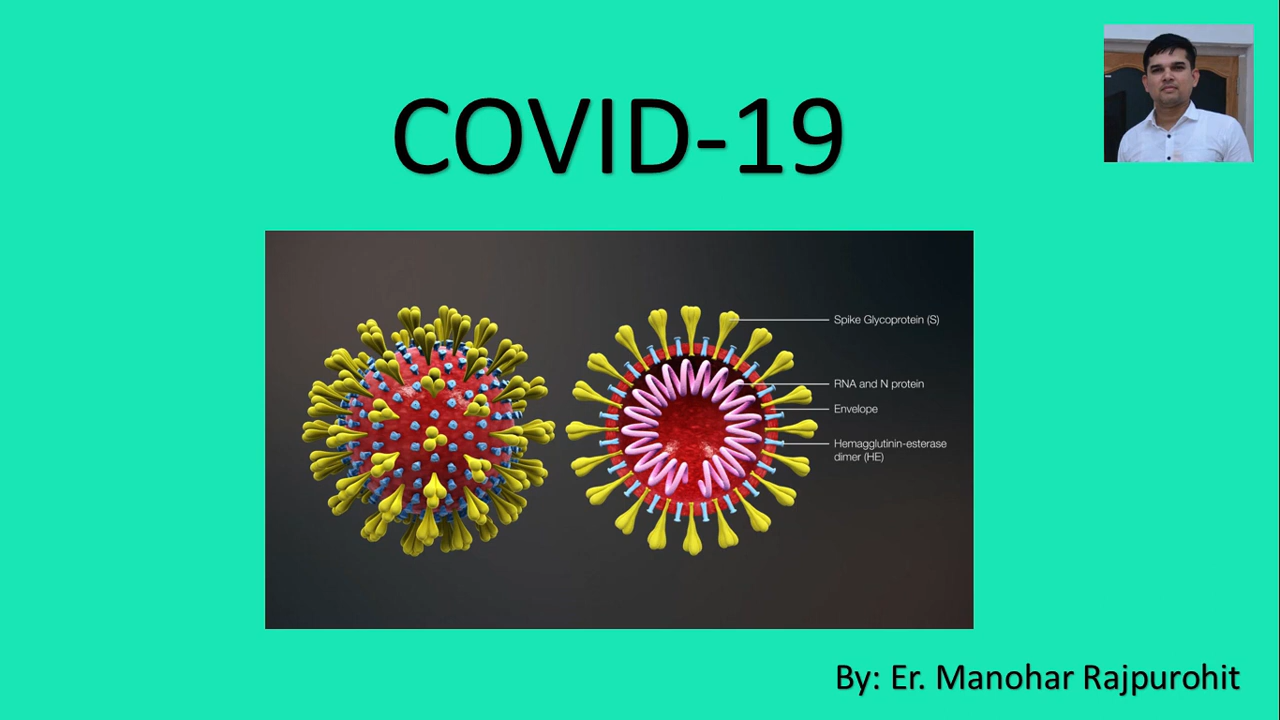 COVID-19
Spike Glycoprotein (S)
RNA and N protein
Envelope
Hemagglutinin-esterase
dimer (HE)
By: Er. Manohar Rajpurohit